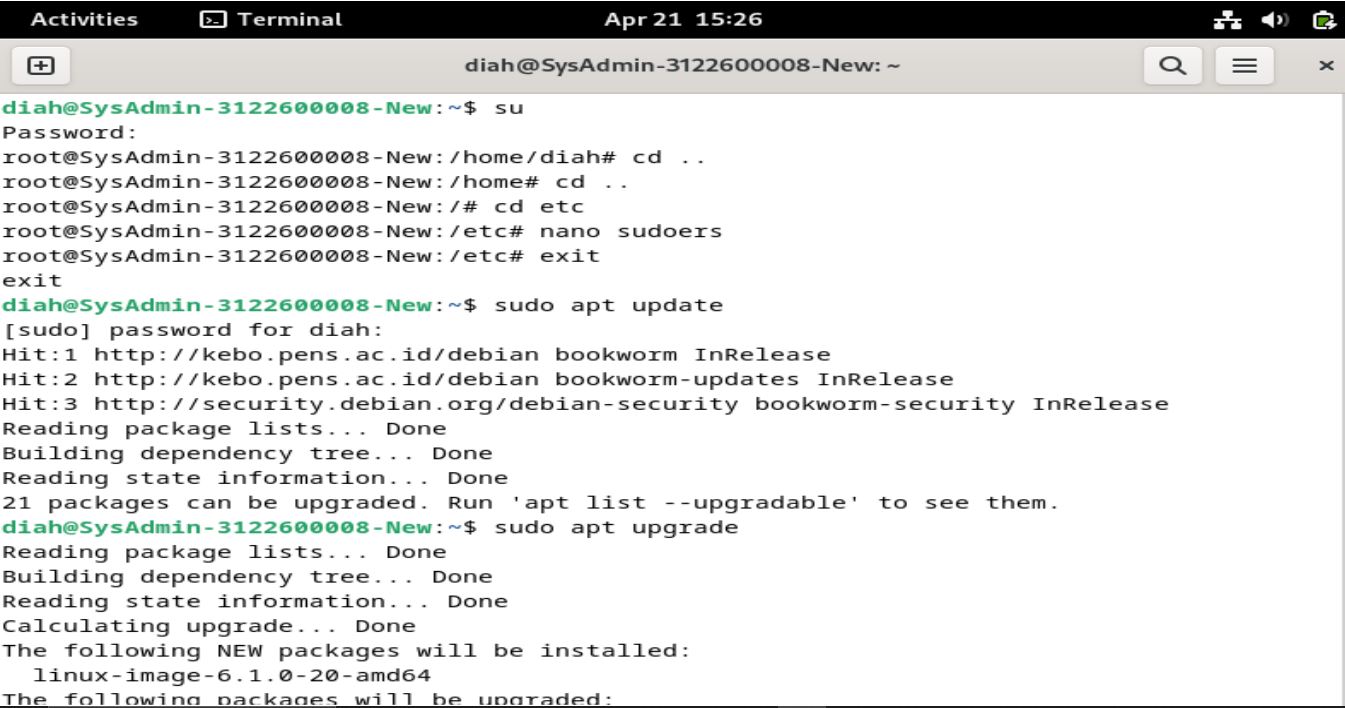 Activities Terminal Apr 21 15:26
diah@SysAdmin-3122600008-New: ~
diah@SysAdmin-3122600008-New:~$ su
Password:
root@SysAdmin-3122600008-New:/home/diah# cd ..
root@SysAdmin-3122600008-New:/home# cd ..
root@SysAdmin-3122600008-New:/# cd etc
root@SysAdmin-3122600008-New:/etc# nano sudoers
root@SysAdmin-3122600008-New:/etc# exit
exit
diah@SysAdmin-3122600008-New:~$ sudo apt update
[sudo] password for diah:
Hit:1 http://kebo.pens.ac.id/debian bookworm InRelease
Hit:2 http://kebo.pens.ac.id/debian bookworm-updates InRelease
Hit:3 http://security.debian.org/debian-security bookworm-security InRelease
Reading package lists... Done
Building dependency tree... Done
Reading state information... Done
21 packages can be upgraded. Run 'apt list --upgradable' to see them.
diah@SysAdmin-3122600008-New:~$ sudo apt upgrade
Reading package lists... Done
Building dependency tree... Done
Reading state information... Done
Calculating upgrade... Done
The following NEW packages will be installed:
  linux-image-6.1.0-20-amd64
The following packages will be upgraded: